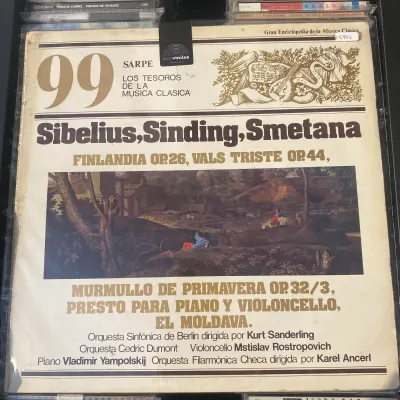 Gran Enciclopedia de la Música Clásica
99
SARPE
LOS TESOROS
DE LA
MUSICA CLASICA
Sibelius, Sinding, Smetana
FINLANDIA OP.26, VALS TRISTE OP.44,
MURMULLO DE PRIMAVERA OP.32/3,
PRESTO PARA PIANO Y VIOLONCELLO,
EL MOLDAVA.
Orquesta Sinfónica de Berlin dirigida por Kurt Sanderling
Orquesta Cedric Dumont Violoncello Mstislav Rostropovich
Piano Vladimir Yampolskij Orquesta Filarmónica Checa dirigida por Karel Ancerl